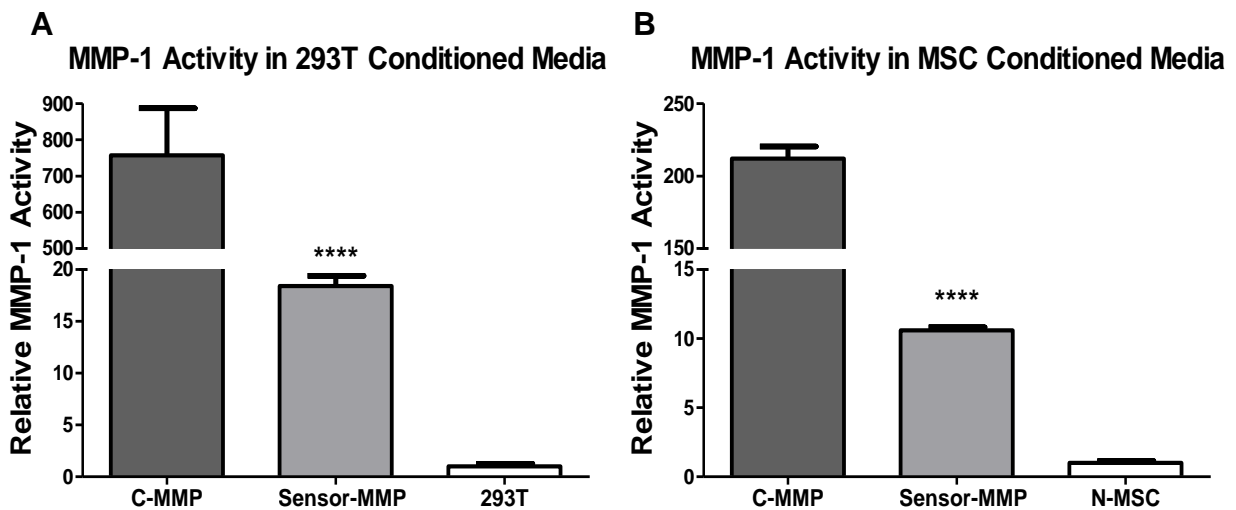 A
MMP-1 Activity in 293T Conditioned Media
Relative MMP-1 Activity
900
800
700
600
500
20
15
10
5
0
****
C-MMP Sensor-MMP 293T
B
MMP-1 Activity in MSC Conditioned Media
Relative MMP-1 Activity
250
200
150
15
10
5
0
****
C-MMP Sensor-MMP N-MSC